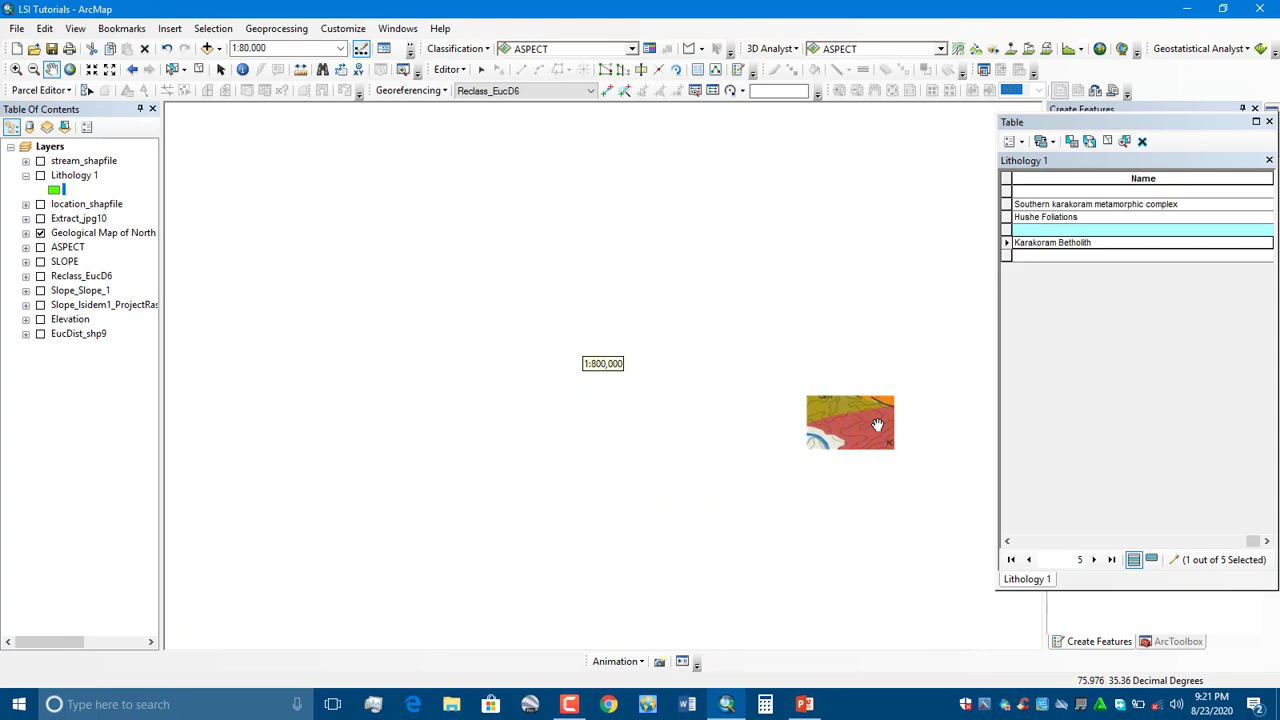 LSI Tutorials - ArcMap
File Edit View Bookmarks Insert Selection Geoprocessing Customize Windows Help
1:80,000 Classification ASPECT 3D Analyst ASPECT Geostatistical Analyst
Editor
Parcel Editor Georeferencing Reclass_EucD6
Table Of Contents
Create Features
Table
Layers
stream_shapfile
Lithology 1
location_shapfile
Extract_jpg10
Geological Map of North
ASPECT
SLOPE
Reclass_EucD6
Slope_Slope_1
Slope_Isidem1_ProjectRas
Elevation
EucDist_shp9
1:800,000
Lithology 1
Name
Southern karakoram metamorphic complex
Hushe Foliations
Karakoram Betholith
5
(1 out of 5 Selected)
Lithology 1
Create Features ArcToolbox
Animation
75.976 35.36 Decimal Degrees
Type here to search
9:21 PM
8/23/2020